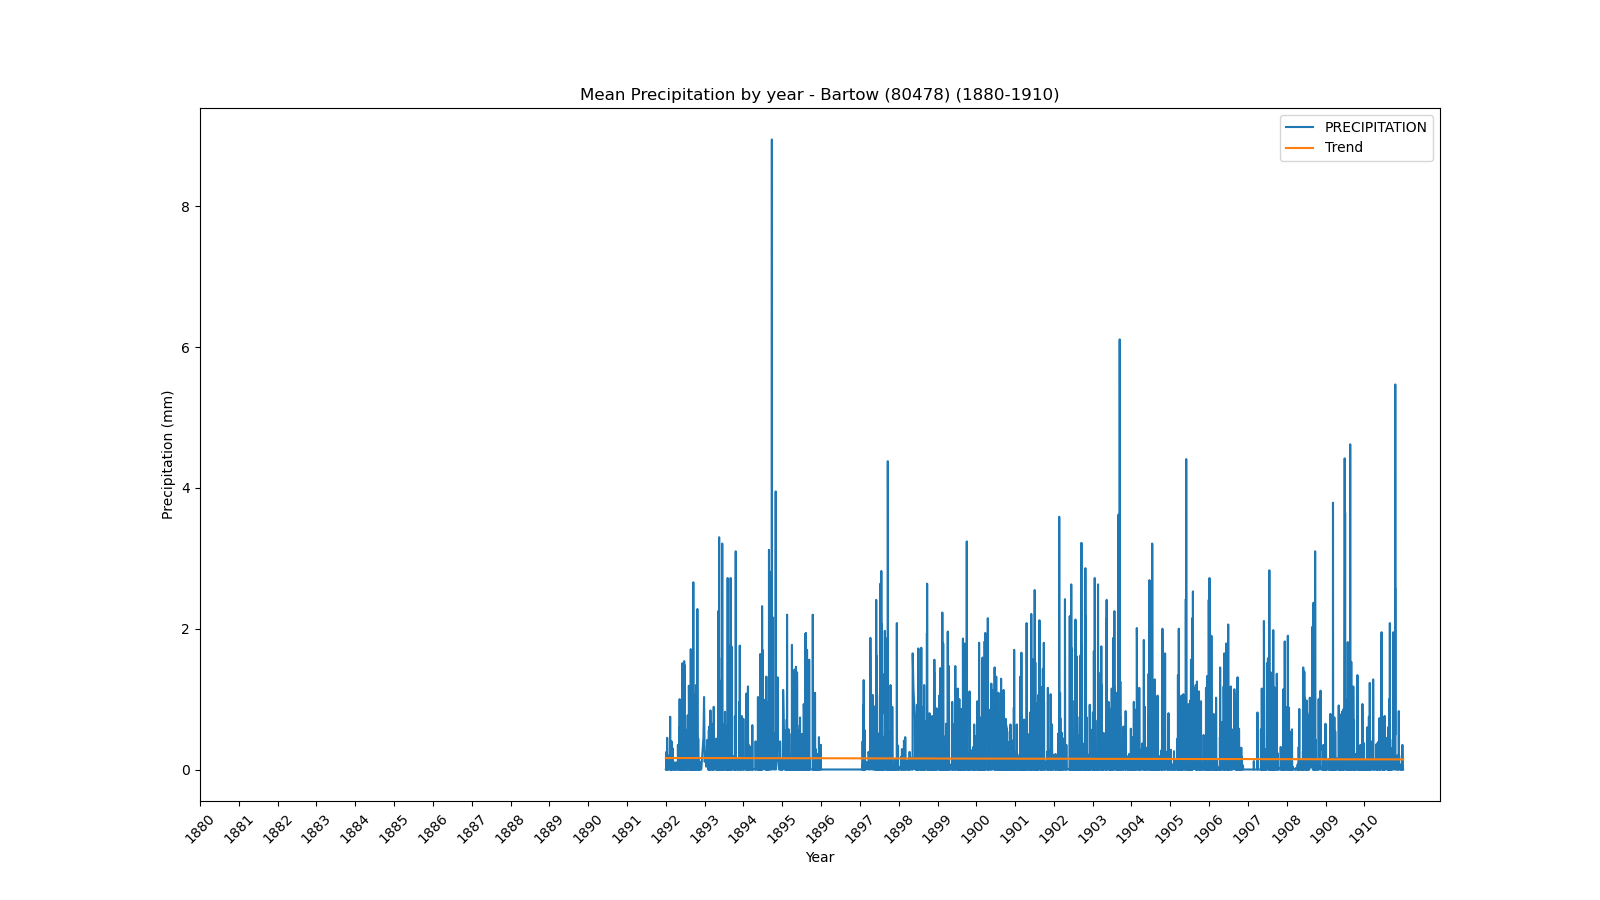 Mean Precipitation by year - Bartow (80478) (1880-1910)
PRECIPITATION
Trend
8
6
4
2
0
Precipitation (mm)
1880 1881 1882 1883 1884 1885 1886 1887 1888 1889 1890 1891 1892 1893 1894 1895 1896 1897 1898 1899 1900 1901 1902 1903 1904 1905 1906 1907 1908 1909 1910
Year